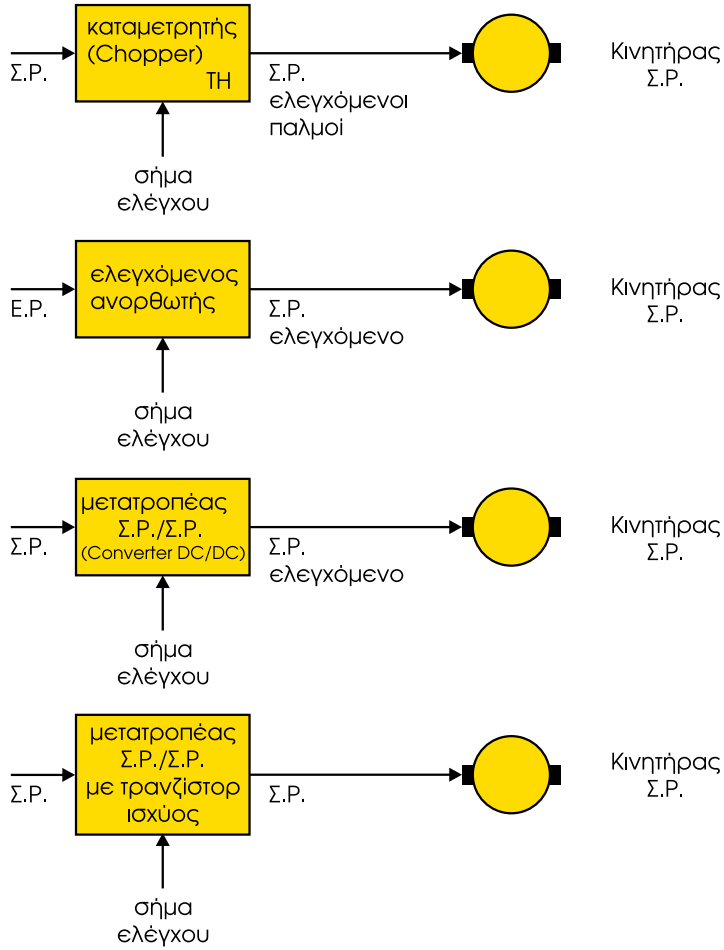 καταμετρητής
(Chopper)
TH
Σ.Ρ.
Σ.Ρ.
ελεγχόμενοι
παλμοί
Κινητήρας
Σ.Ρ.
σήμα
ελέγχου
ελεγχόμενος
ανορθωτής
Ε.Ρ.
Σ.Ρ.
ελεγχόμενο
Κινητήρας
Σ.Ρ.
σήμα
ελέγχου
μετατροπέας
Σ.Ρ./Σ.Ρ.
(Converter DC/DC)
Σ.Ρ.
Σ.Ρ.
ελεγχόμενο
Κινητήρας
Σ.Ρ.
σήμα
ελέγχου
μετατροπέας
Σ.Ρ./Σ.Ρ.
με τρανζίστορ
ισχύος
Σ.Ρ.
Σ.Ρ.
Κινητήρας
Σ.Ρ.
σήμα
ελέγχου